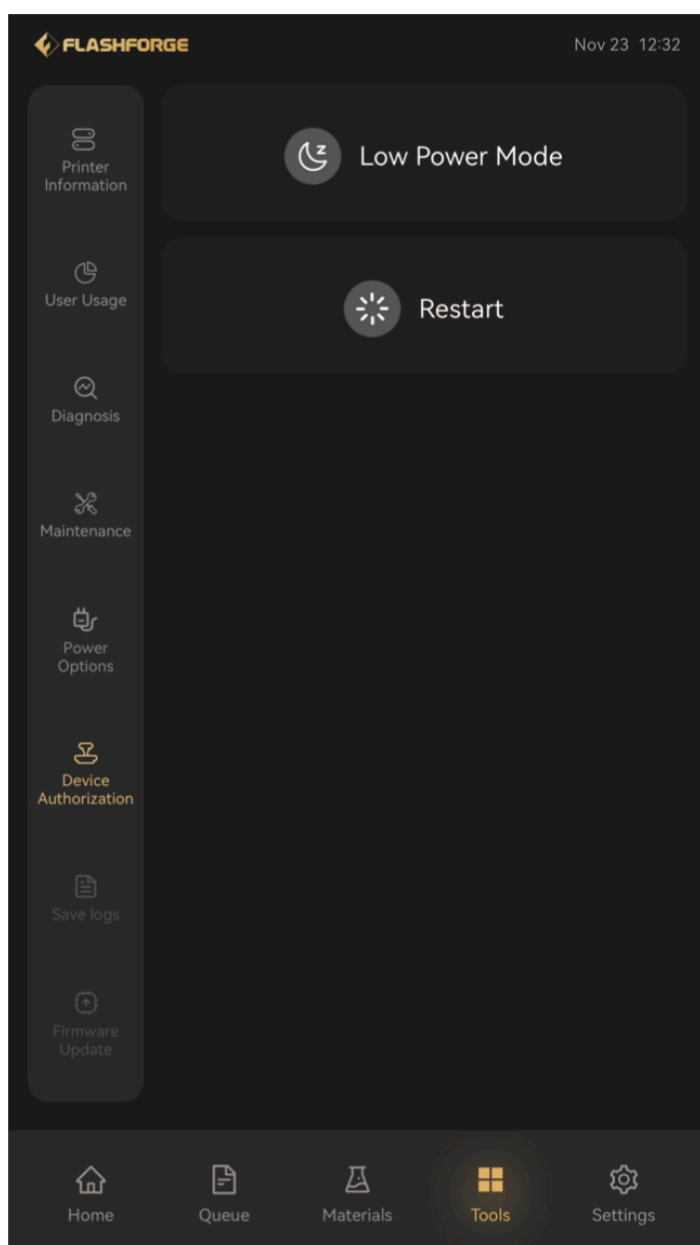 FLASHFORGE
Nov 23 12:32
Printer
Information
User Usage
Diagnosis
Maintenance
Power
Options
Device
Authorization
Save logs
Firmware
Update
Low Power Mode
Restart
Home
Queue
Materials
Tools
Settings